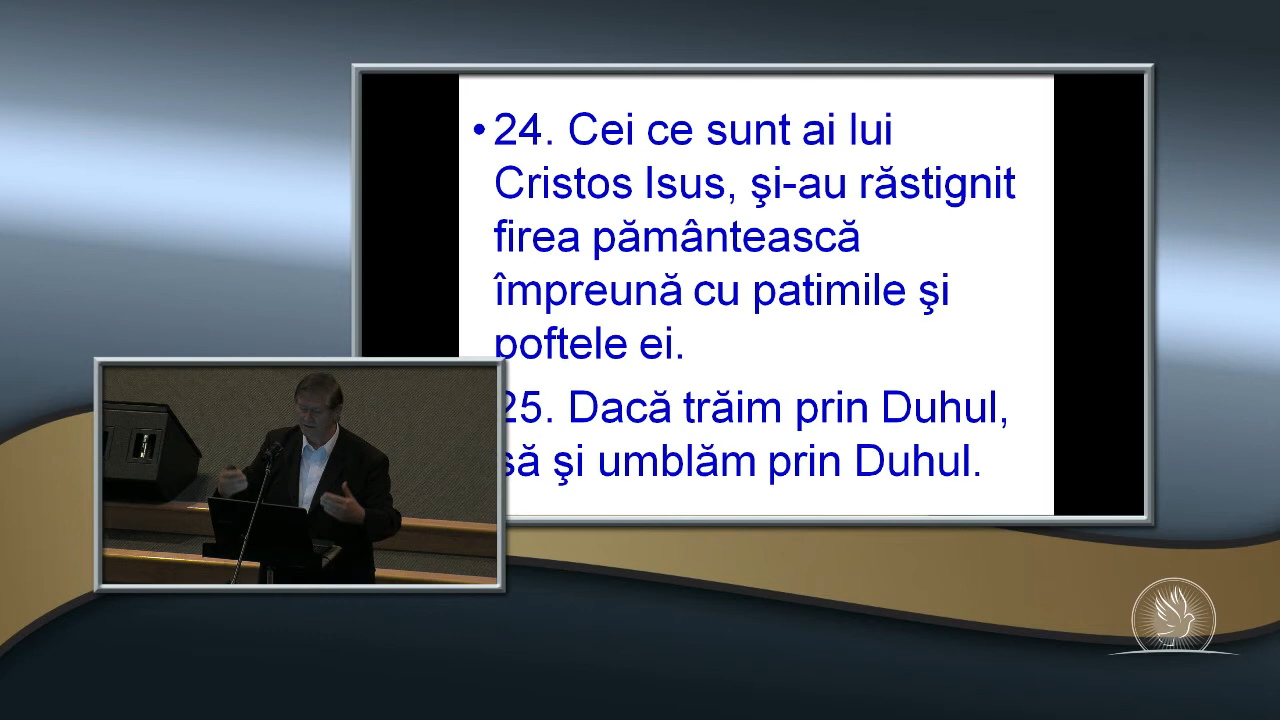 • 24. Cei ce sunt ai lui
Cristos Isus, şi-au răstignit
firea pământească
împreună cu patimile şi
poftele ei.
25. Dacă trăim prin Duhul,
să şi umblăm prin Duhul.